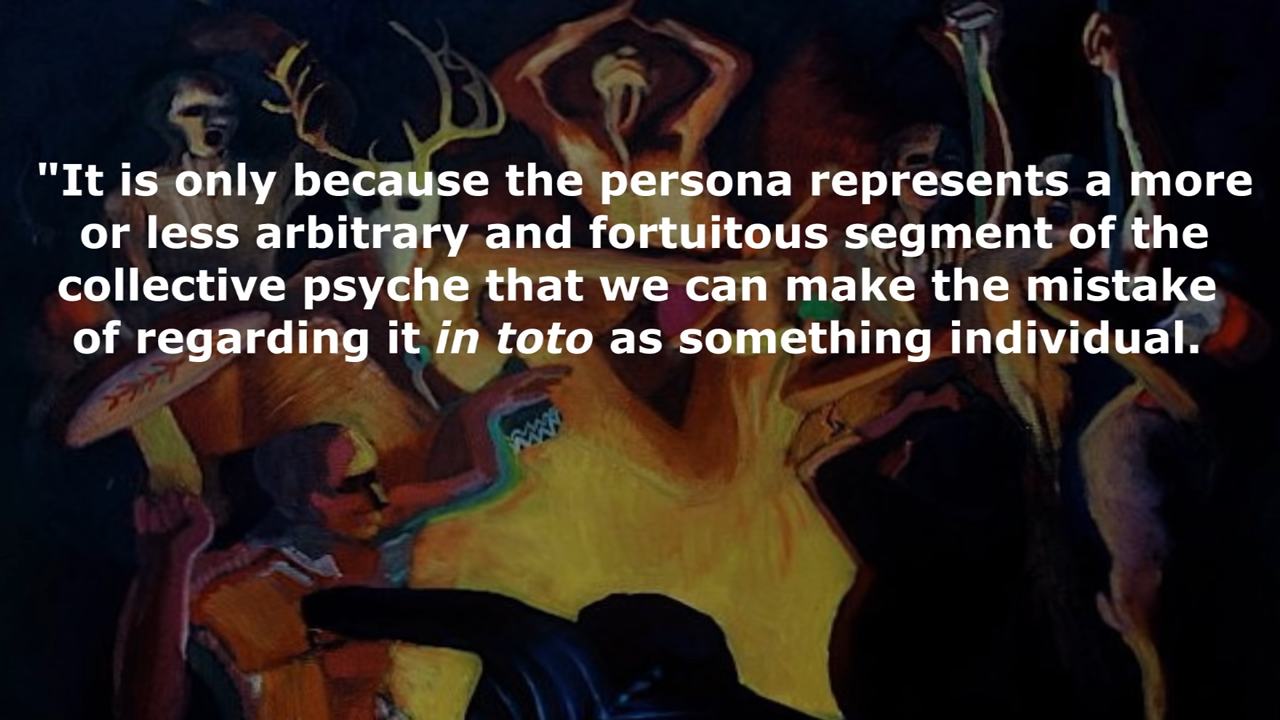 "It is only because the persona represents a more
or less arbitrary and fortuitous segment of the
collective psyche that we can make the mistake
of regarding it in toto as something individual.